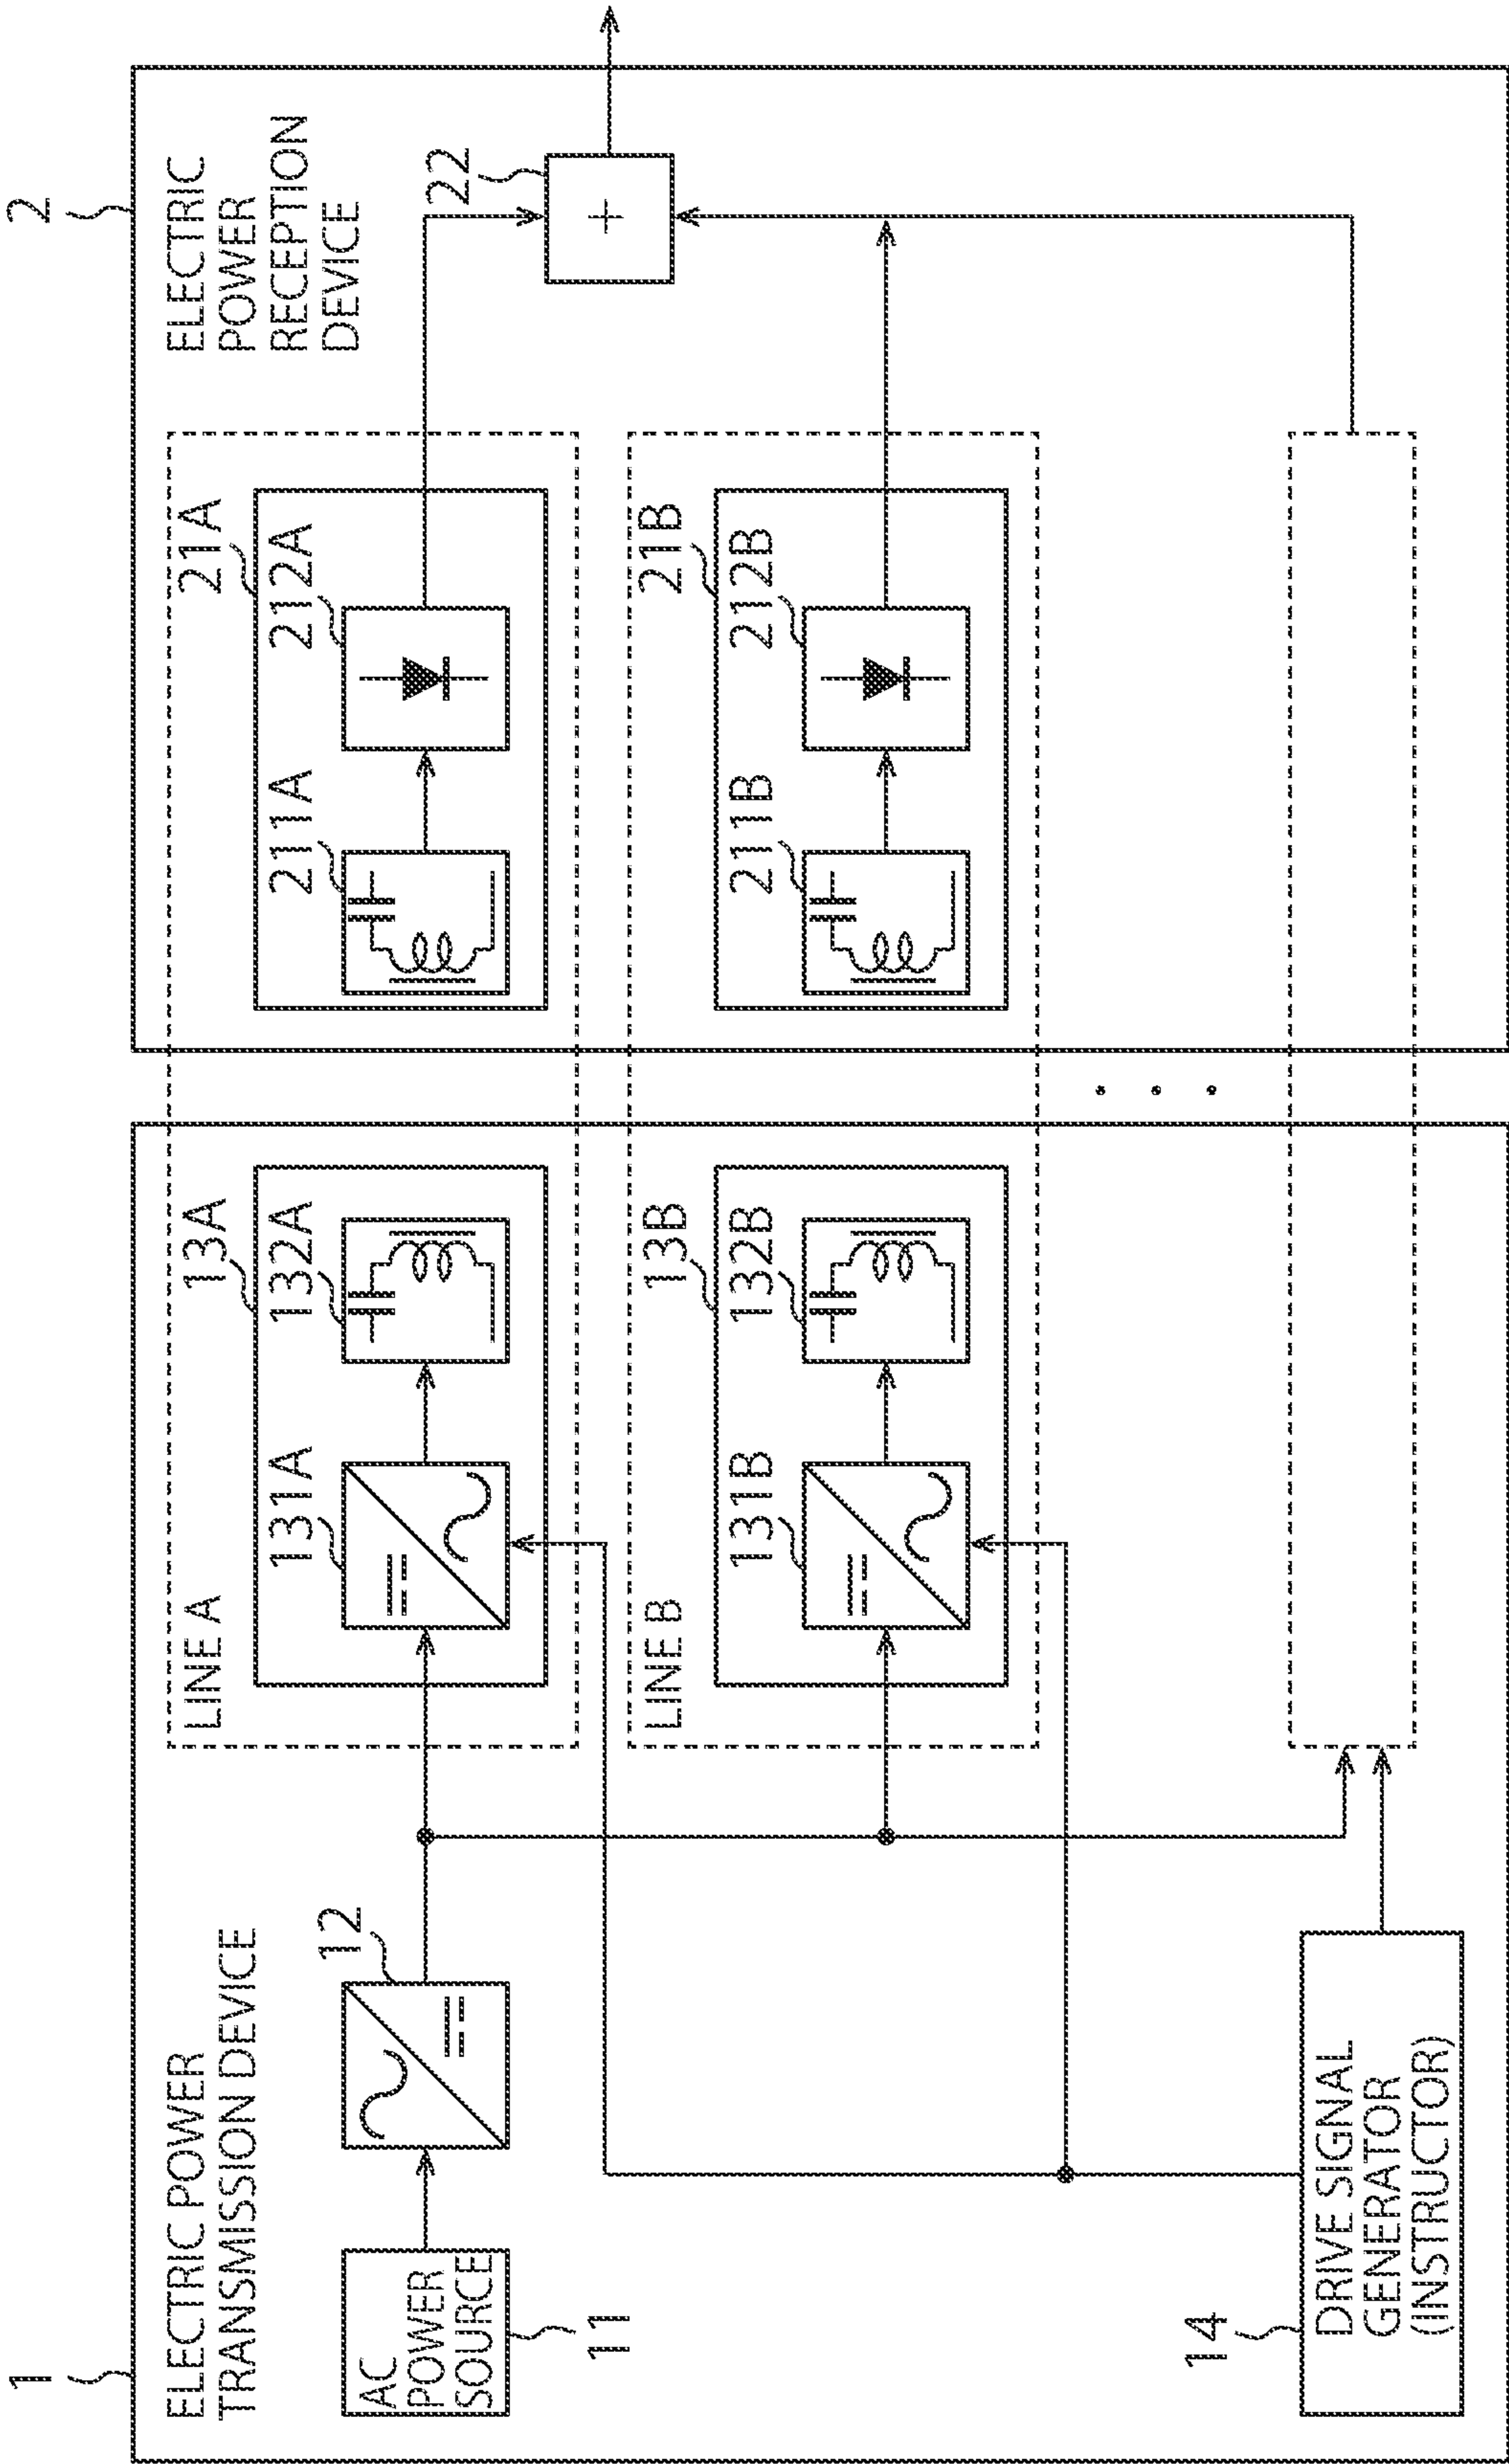 1
2
ELECTRIC POWER
TRANSMISSION DEVICE
AC
POWER
SOURCE
11
12
LINE A
13A
131A
132A
LINE B
13B
131B
132B
14
DRIVE SIGNAL
GENERATOR
(INSTRUCTOR)
ELECTRIC
POWER
RECEPTION
DEVICE
21A
211A
212A
21B
211B
212B
22
+